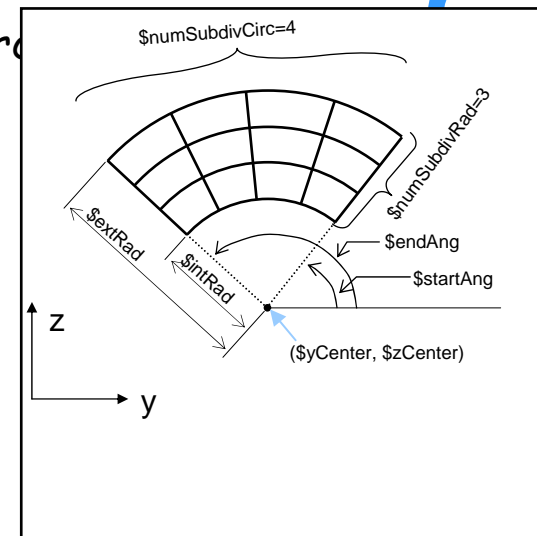 $numSubdivCirc=4
$numSubdivRad=3
$extRad
$intRad
$endAng
$startAng
($yCenter, $zCenter)
z
y